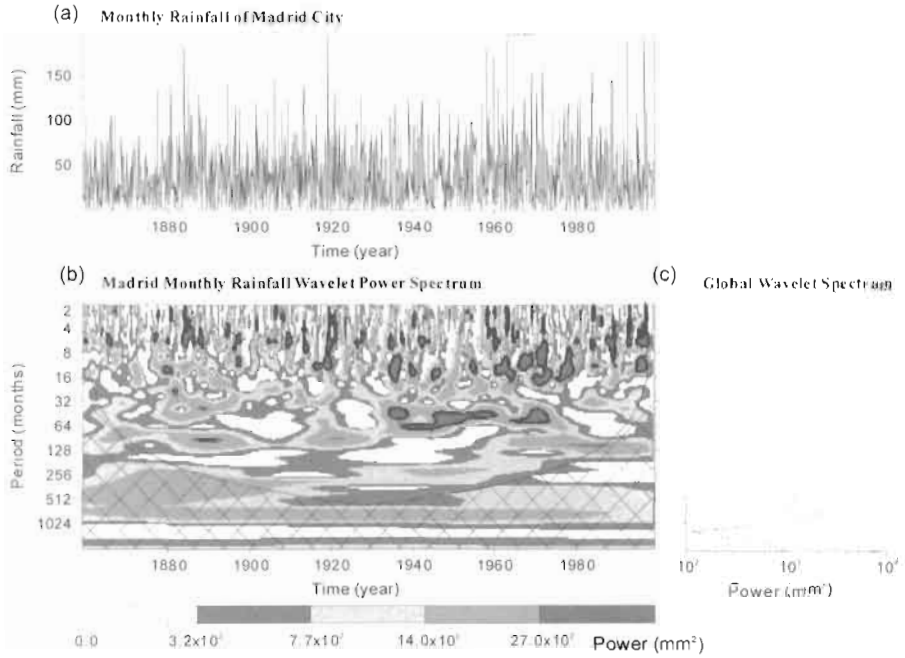 (a) Monthly Rainfall of Madrid City
Rainfall (mm)
150
100
50
1880 1900 1920 1940 1960 1980
Time (year)
(b) Madrid Monthly Rainfall Wavelet Power Spectrum
Period (months)
2
4
8
16
32
64
128
256
512
1024
1880 1900 1920 1940 1960 1980
Time (year)
0.0 Power (mm²)
(c) Global Wavelet Spectrum
Power (mm²)